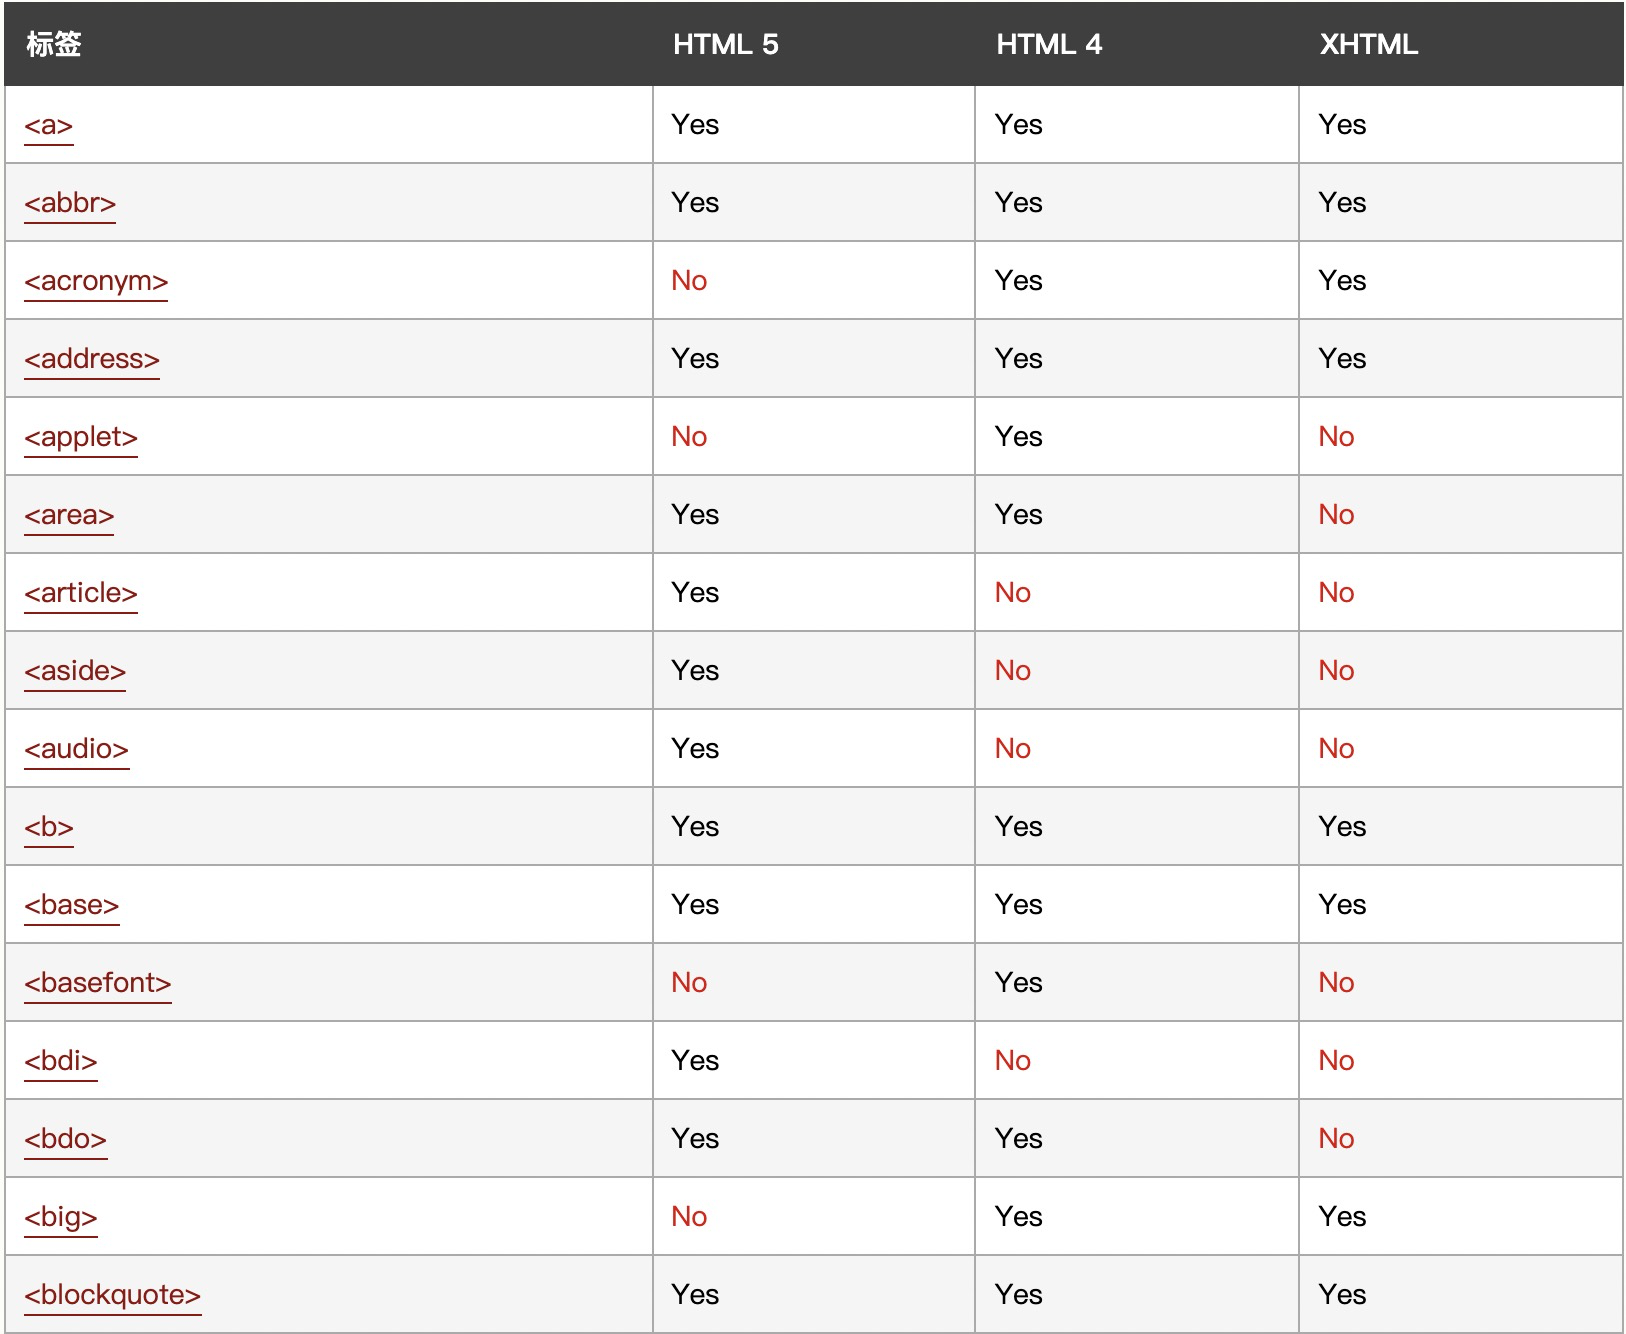 标签 HTML 5 HTML 4 XHTML
<a> Yes Yes Yes
<abbr> Yes Yes Yes
<acronym> No Yes Yes
<address> Yes Yes Yes
<applet> No Yes No
<area> Yes Yes No
<article> Yes No No
<aside> Yes No No
<audio> Yes No No
<b> Yes Yes Yes
<base> Yes Yes Yes
<basefont> No Yes No
<bdi> Yes No No
<bdo> Yes Yes No
<big> No Yes Yes
<blockquote> Yes Yes Yes